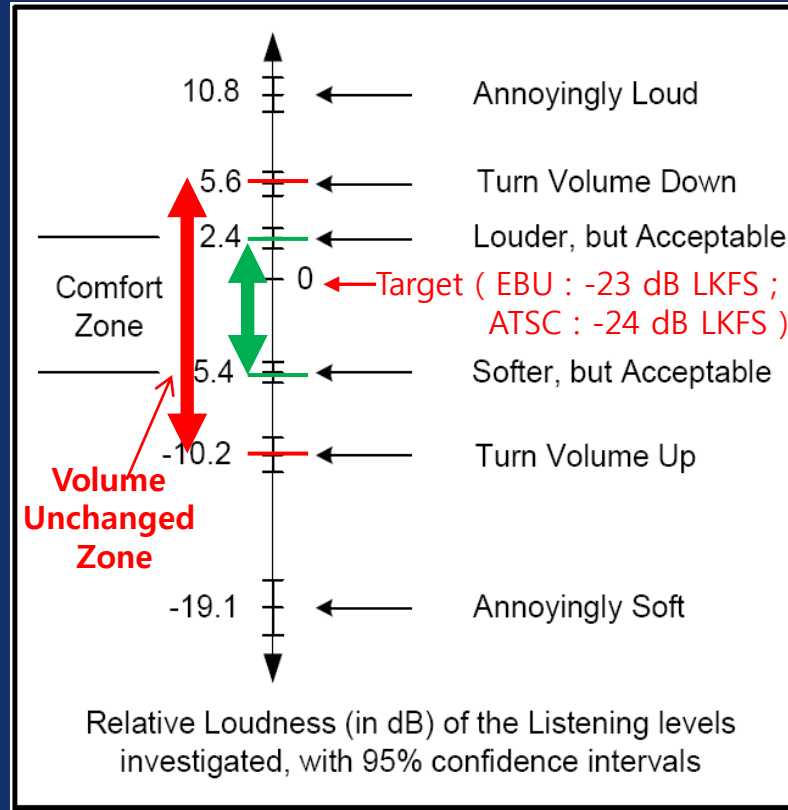 10.8 Annoyingly Loud
5.6 Turn Volume Down
2.4 Louder, but Acceptable
0 Target ( EBU : -23 dB LKFS ;
ATSC : -24 dB LKFS )
Comfort
Zone
5.4 Softer, but Acceptable
-10.2 Turn Volume Up
Volume
Unchanged
Zone
-19.1 Annoyingly Soft
Relative Loudness (in dB) of the Listening levels
investigated, with 95% confidence intervals